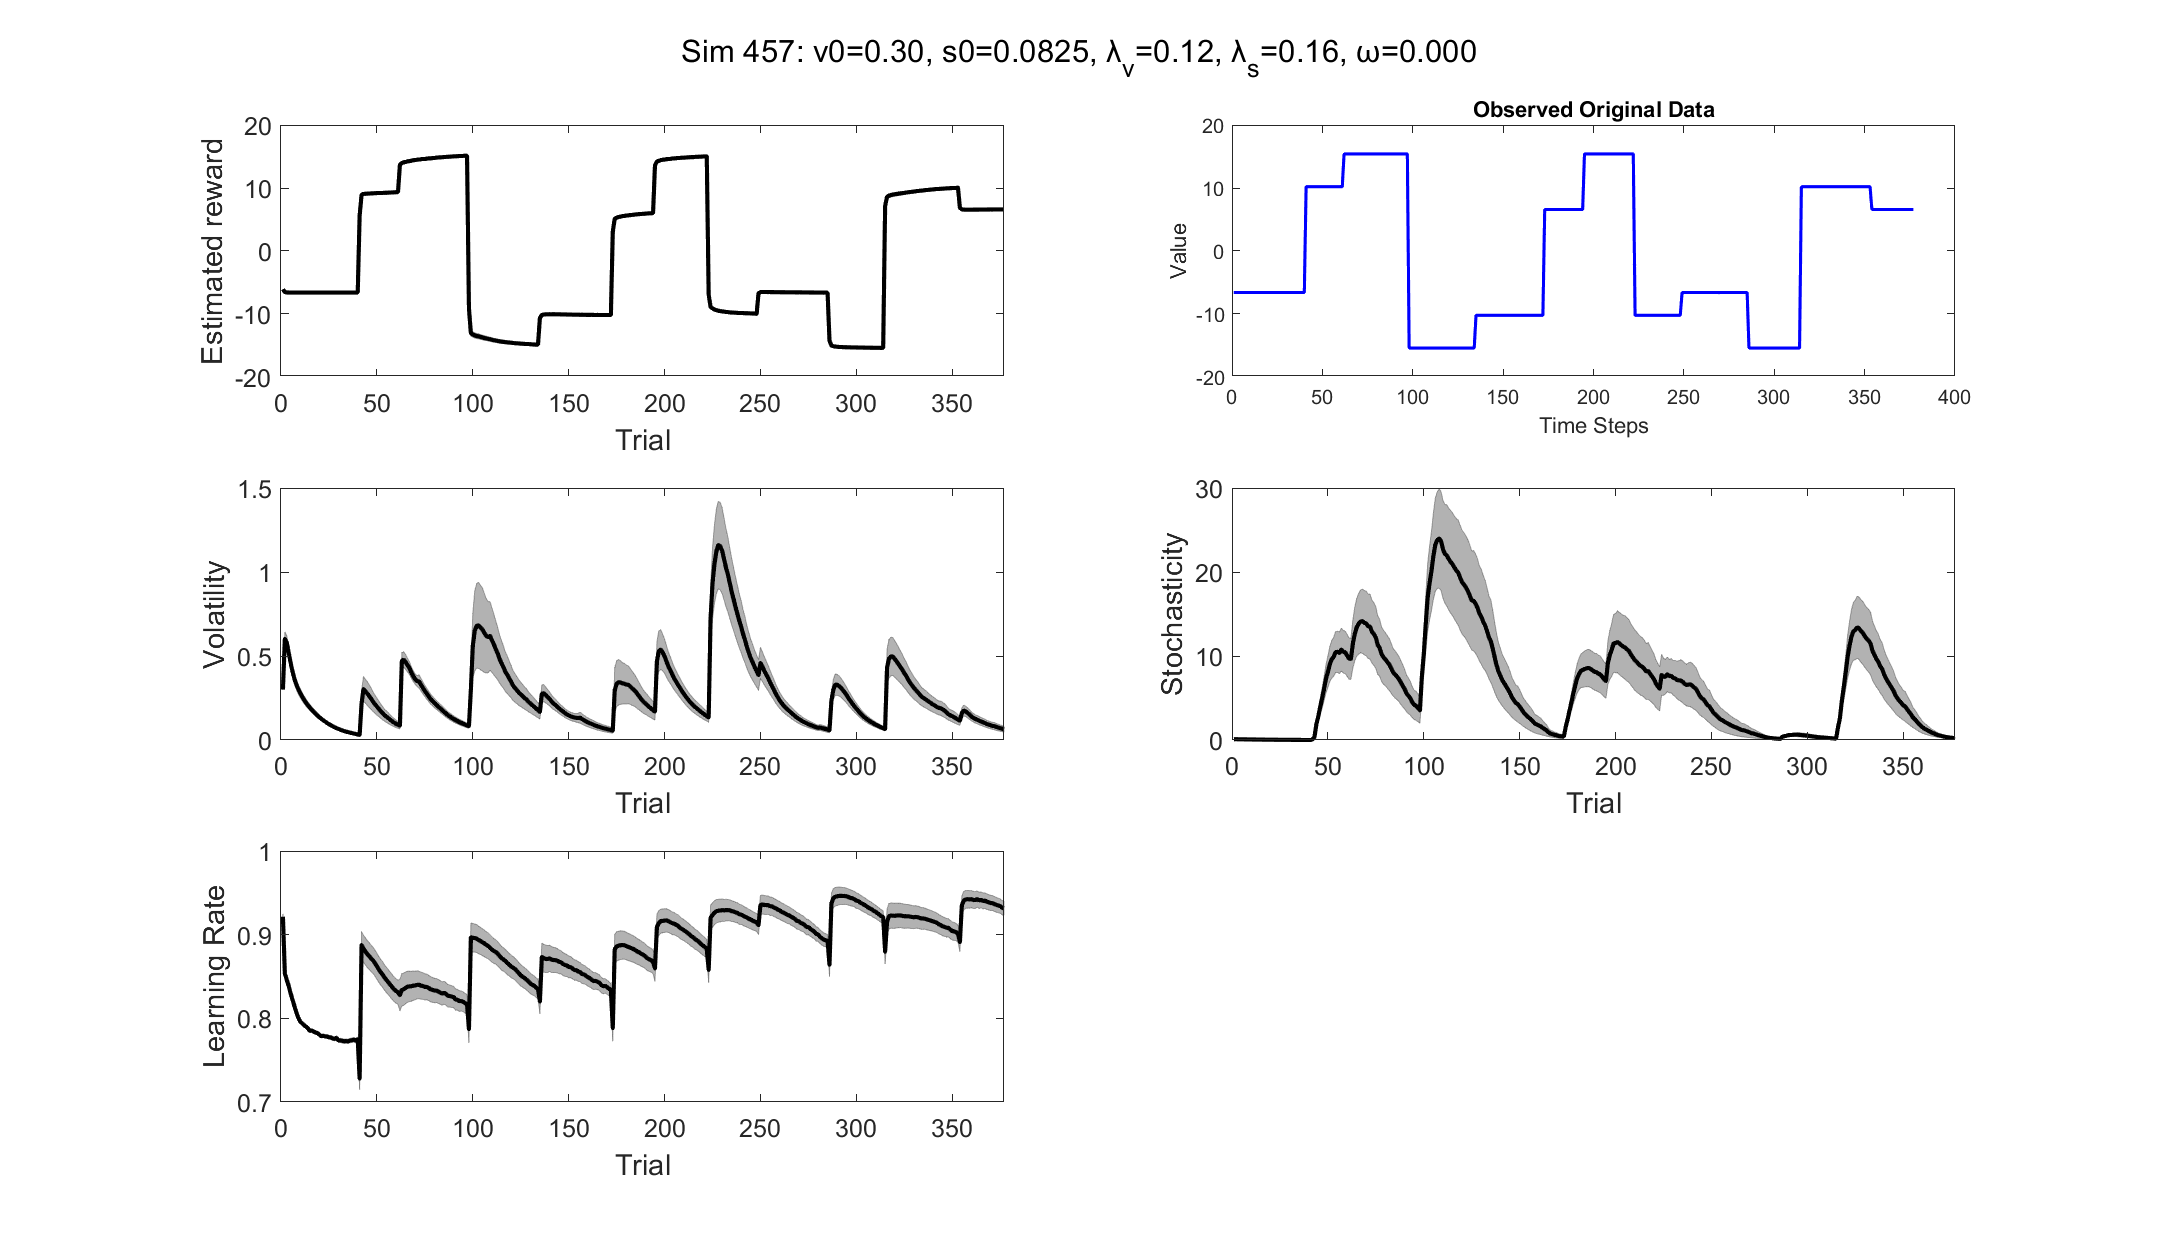 Sim 457: v0=0.30, s0=0.0825, λ_v=0.12, λ_s=0.16, ω=0.000
Estimated reward
20
10
0
-10
-20
0 50 100 150 200 250 300 350
Trial
Observed Original Data
Value
20
10
0
-10
-20
0 50 100 150 200 250 300 350 400
Time Steps
Volatility
1.5
1
0.5
0
0 50 100 150 200 250 300 350
Trial
Stochasticity
30
20
10
0
0 50 100 150 200 250 300 350
Trial
Learning Rate
1
0.9
0.8
0.7
0 50 100 150 200 250 300 350
Trial